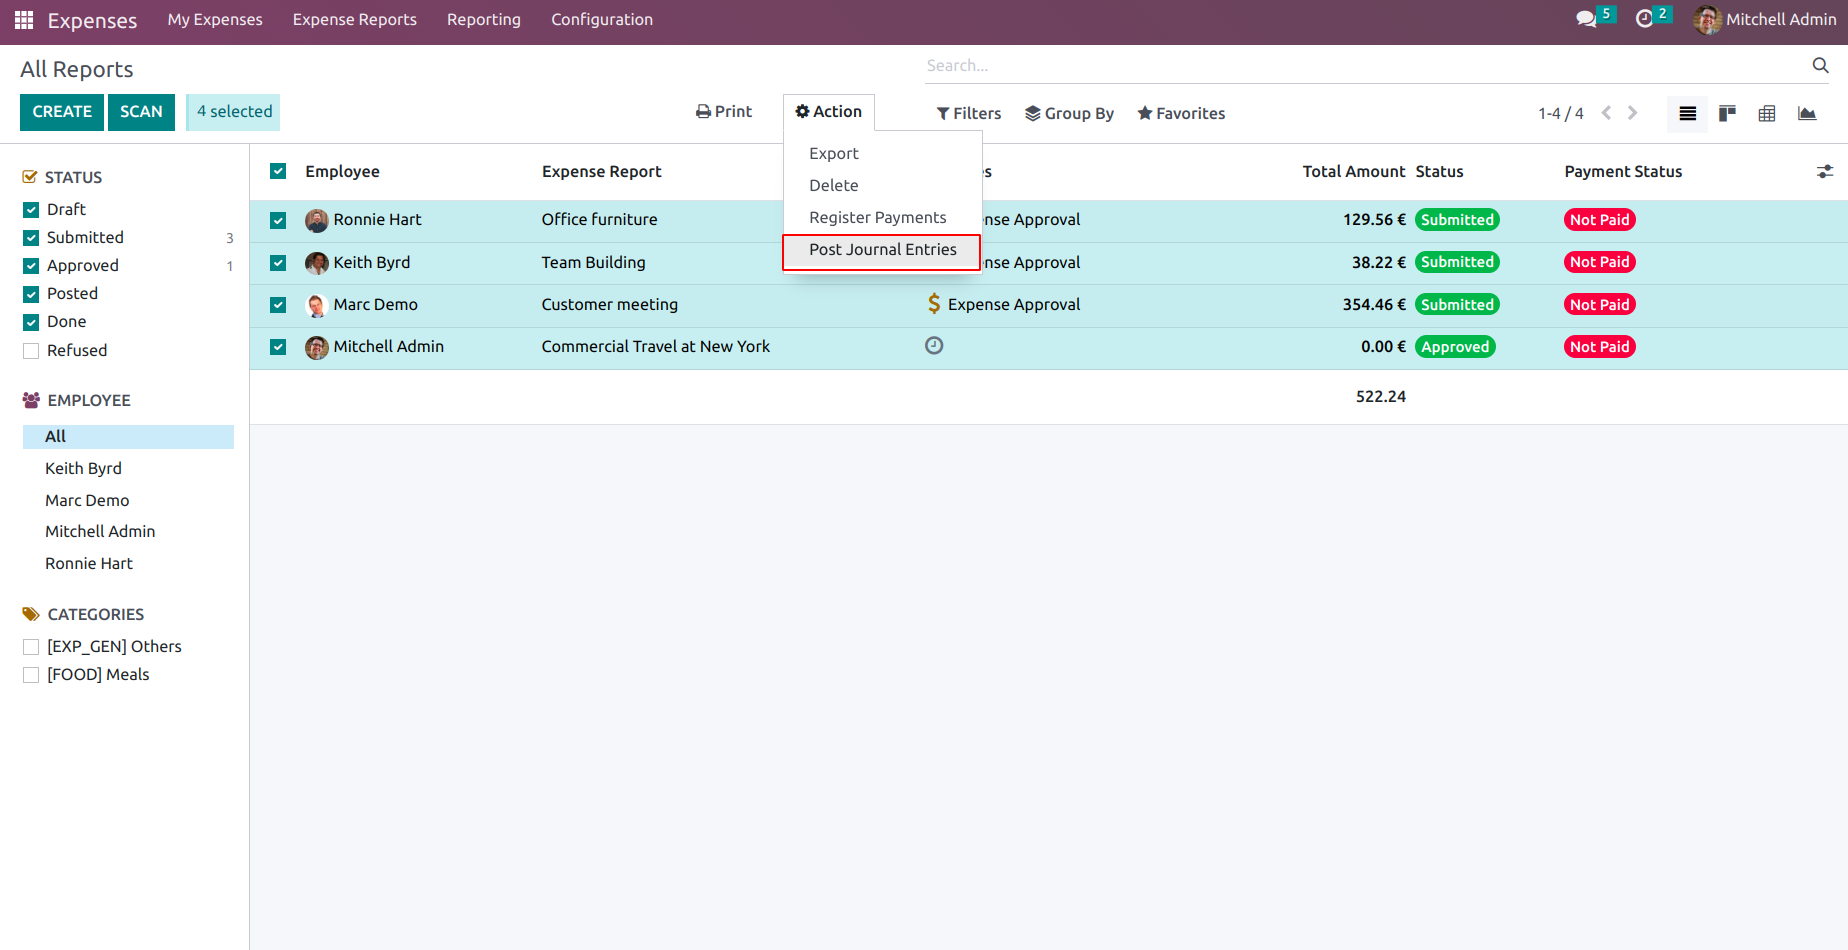 Expenses My Expenses Expense Reports Reporting Configuration 5 2 Mitchell Admin
All Reports
Search...
CREATE SCAN 4 selected Print Action Filters Group By Favorites 1-4 / 4
Export
Delete
Register Payments
Post Journal Entries
STATUS
Draft
Submitted 3
Approved 1
Posted
Done
Refused
EMPLOYEE
All
Keith Byrd
Marc Demo
Mitchell Admin
Ronnie Hart
CATEGORIES
[EXP_GEN] Others
[FOOD] Meals
Employee Expense Report Total Amount Status Payment Status
Ronnie Hart Office furniture Approval 129.56 € Submitted Not Paid
Keith Byrd Team Building Approval 38.22 € Submitted Not Paid
Marc Demo Customer meeting Expense Approval 354.46 € Submitted Not Paid
Mitchell Admin Commercial Travel at New York 0.00 € Approved Not Paid
522.24